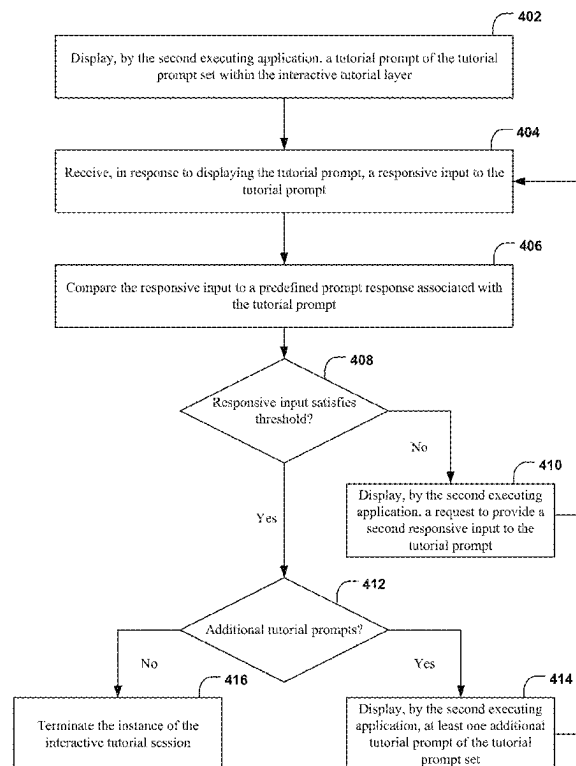 402
Display, by the second executing application, a tutorial prompt of the tutorial
prompt set within the interactive tutorial layer
404
Receive, in response to displaying the tutorial prompt, a responsive input to the
tutorial prompt
406
Compare the responsive input to a predefined prompt response associated with
the tutorial prompt
408
Responsive input satisfies
threshold?
No
410
Display, by the second executing
application, a request to provide a
second responsive input to the
tutorial prompt
Yes
412
Additional tutorial prompts?
No
Yes
416
Terminate the instance of the
interactive tutorial session
414
Display, by the second executing
application, at least one additional
tutorial prompt of the tutorial
prompt set